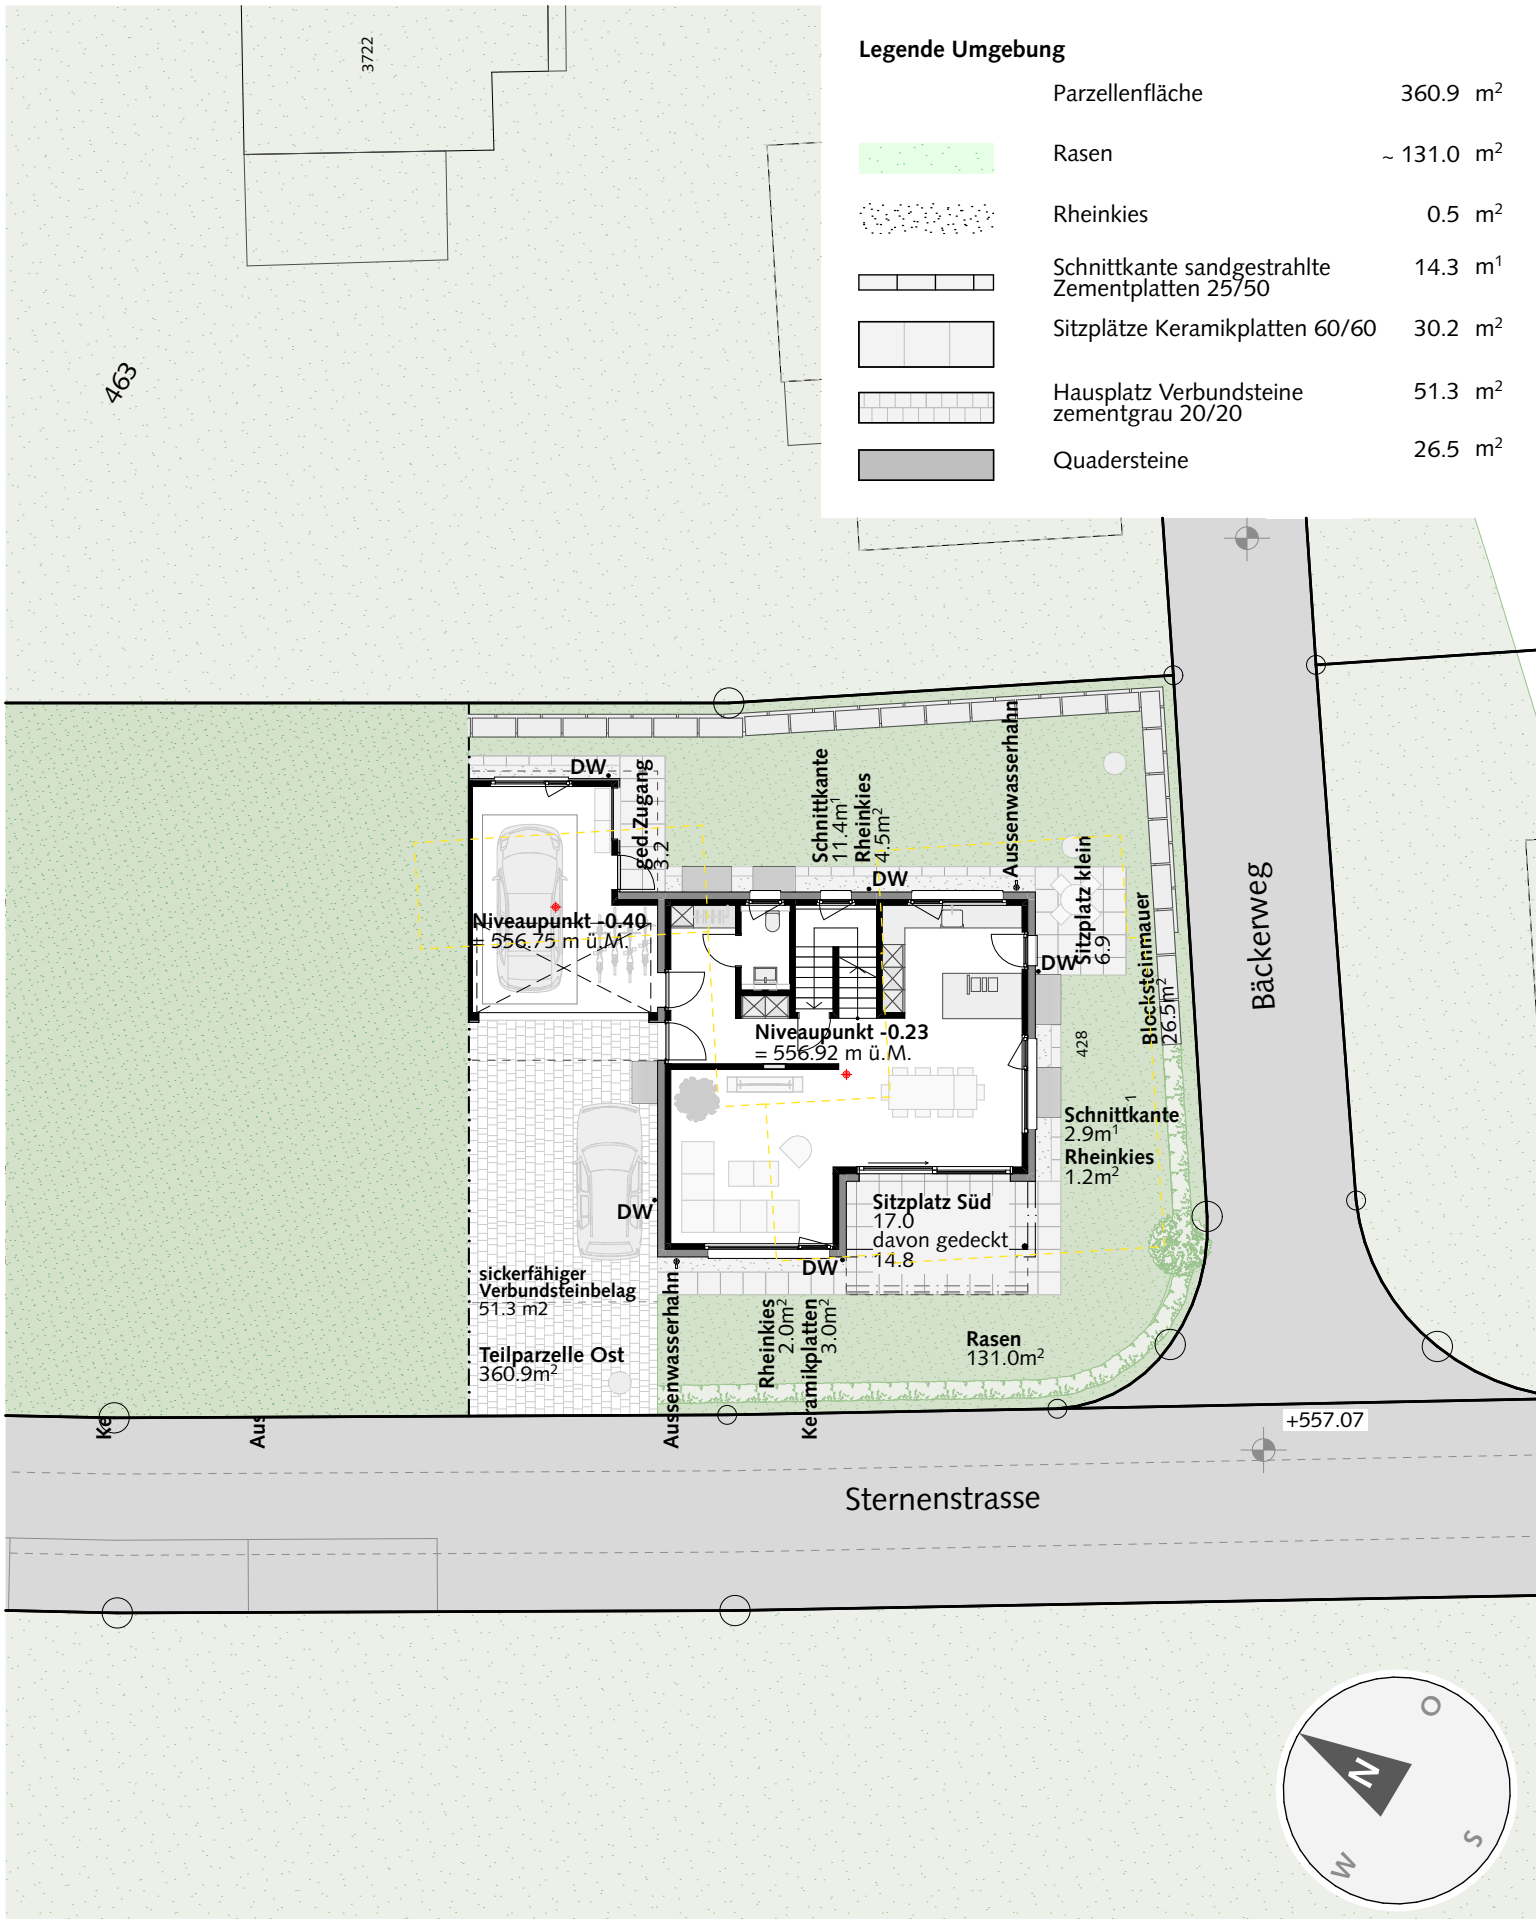 3722
Legende Umgebung
Parzellenfläche 360.9 m²
Rasen ~ 131.0 m²
Rheinkies 0.5 m²
Schnittkante sandgestrahlte 14.3 m¹
Zementplatten 25/50
Sitzplätze Keramikplatten 60/60 30.2 m²
Hausplatz Verbundsteine 51.3 m²
zementgrau 20/20
Quadersteine 26.5 m²
463
DW
ged.Zugang
3.2
Schnittkante
11.4m¹
Rheinkies
4.5m²
Aussenwasserhahn
DW
Sitzplatz klein
6.9
DW
Blocksteinmauer
26.5m²
Bäckerweg
Niveaupunkt -0.40
= 556.75 m ü.M.
Niveaupunkt -0.23
= 556.92 m ü.M.
428
1
Schnittkante
2.9m¹
Rheinkies
1.2m²
DW
Sitzplatz Süd
17.0
davon gedeckt
14.8
DW
sickerfähiger
Verbundsteinbelag
51.3 m2
Teilparzelle Ost
360.9m²
Aussenwasserhahn
Rheinkies
2.0m²
Keramikplatten
3.0m²
Rasen
131.0m²
Ke
Aus
+557.07
Sternenstrasse
N
O
S
W